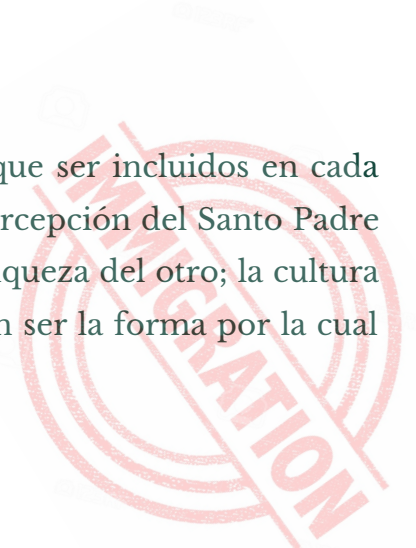 que ser incluidos en cada
rcepción del Santo Padre
queza del otro; la cultura
n ser la forma por la cual
IMMIGRATION